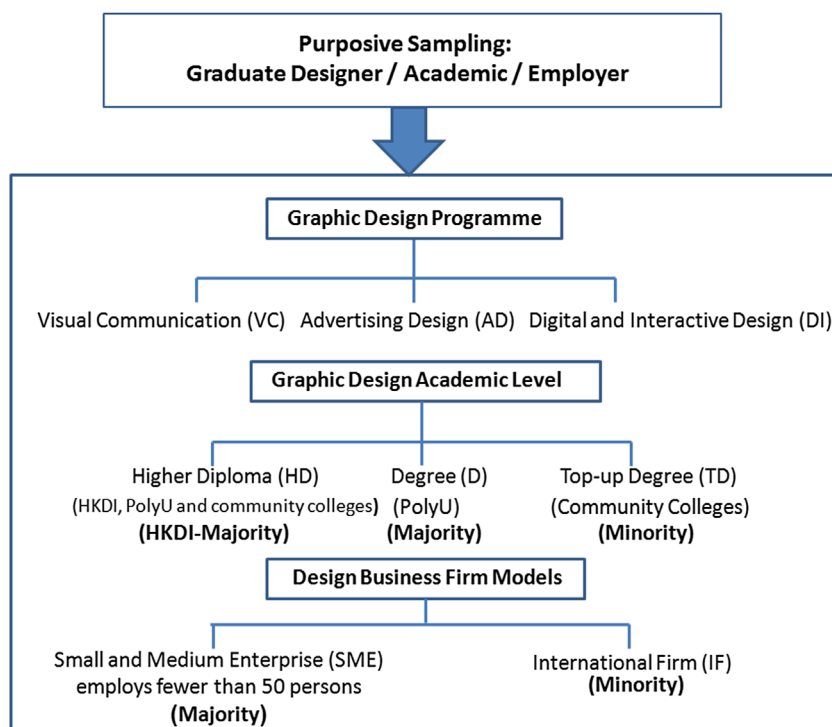 Purposive Sampling:
Graduate Designer / Academic / Employer
Graphic Design Programme
Visual Communication (VC) Advertising Design (AD) Digital and Interactive Design (DI)
Graphic Design Academic Level
Higher Diploma (HD) Degree (D) Top-up Degree (TD)
(HKDI, PolyU and community colleges) (PolyU) (Community Colleges)
(HKDI-Majority) (Majority) (Minority)
Design Business Firm Models
Small and Medium Enterprise (SME) International Firm (IF)
employs fewer than 50 persons (Minority)
(Majority)